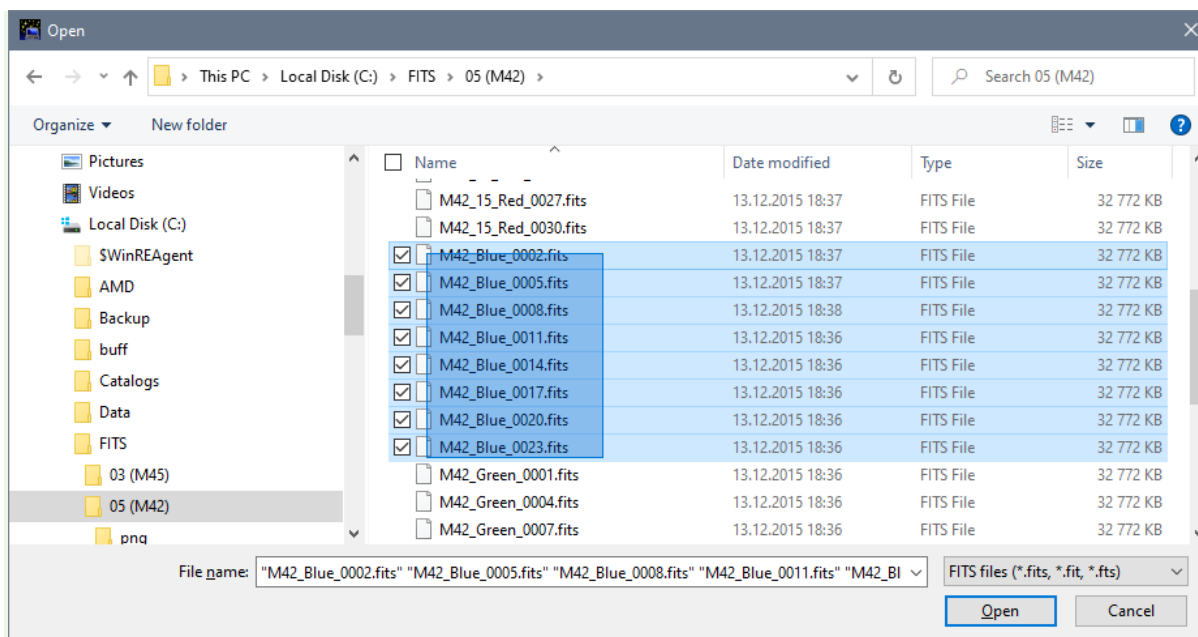 Open
This PC > Local Disk (C:) > FITS > 05 (M42) >
Search 05 (M42)
Organize
New folder
Pictures
Videos
Local Disk (C:)
$WinREAgent
AMD
Backup
buff
Catalogs
Data
FITS
03 (M45)
05 (M42)
png
Name Date modified Type Size
M42_15_Red_0027.fits 13.12.2015 18:37 FITS File 32 772 KB
M42_15_Red_0030.fits 13.12.2015 18:37 FITS File 32 772 KB
M42_Blue_0002.fits 13.12.2015 18:37 FITS File 32 772 KB
M42_Blue_0005.fits 13.12.2015 18:37 FITS File 32 772 KB
M42_Blue_0008.fits 13.12.2015 18:38 FITS File 32 772 KB
M42_Blue_0011.fits 13.12.2015 18:36 FITS File 32 772 KB
M42_Blue_0014.fits 13.12.2015 18:36 FITS File 32 772 KB
M42_Blue_0017.fits 13.12.2015 18:36 FITS File 32 772 KB
M42_Blue_0020.fits 13.12.2015 18:36 FITS File 32 772 KB
M42_Blue_0023.fits 13.12.2015 18:36 FITS File 32 772 KB
M42_Green_0001.fits 13.12.2015 18:36 FITS File 32 772 KB
M42_Green_0004.fits 13.12.2015 18:36 FITS File 32 772 KB
M42_Green_0007.fits 13.12.2015 18:36 FITS File 32 772 KB
File name: "M42_Blue_0002.fits" "M42_Blue_0005.fits" "M42_Blue_0008.fits" "M42_Blue_0011.fits" "M42_Bl
FITS files (*.fits, *.fit, *.fts)
Open
Cancel